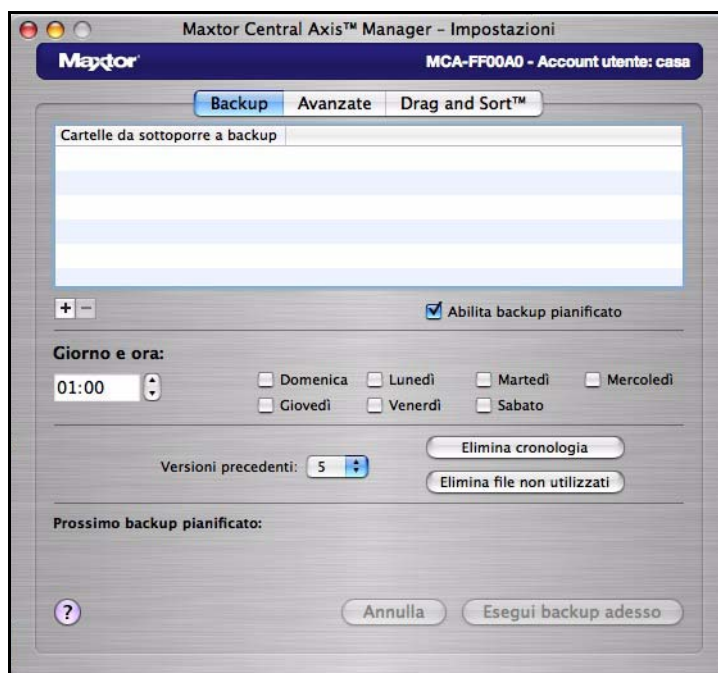 Maxtor Central Axis™ Manager – Impostazioni
Maxtor MCA-FF00A0 - Account utente: casa
Backup Avanzate Drag and Sort™
Cartelle da sottoporre a backup
+ – Abilita backup pianificato
Giorno e ora:
01:00 Domenica Lunedì Martedì Mercoledì
Giovedì Venerdì Sabato
Elimina cronologia
Versioni precedenti: 5
Elimina file non utilizzati
Prossimo backup pianificato:
? Annulla Esegui backup adesso